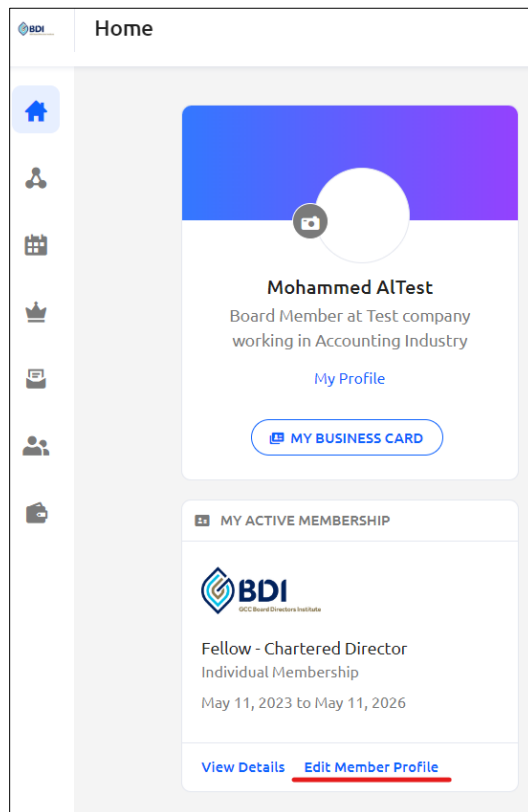 BDI
Home
Mohammed AlTest
Board Member at Test company
working in Accounting Industry
My Profile
MY BUSINESS CARD
MY ACTIVE MEMBERSHIP
BDI
GCC Board Directors Institute
Fellow - Chartered Director
Individual Membership
May 11, 2023 to May 11, 2026
View Details Edit Member Profile